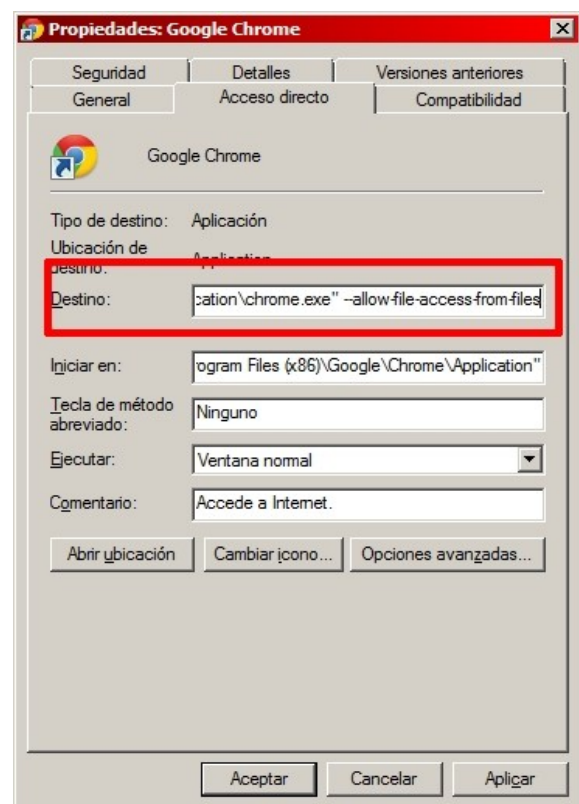 Propiedades: Google Chrome
Seguridad
Detalles
Versiones anteriores
General
Acceso directo
Compatibilidad
Google Chrome
Tipo de destino:
Aplicación
Ubicación de destino:
Application
Destino:
cation\chrome.exe" --allow-file-access-from-files
Iniciar en:
rogram Files (x86)\Google\Chrome\Application"
Tecla de método
abreviado:
Ninguno
Ejecutar:
Ventana normal
Comentario:
Accede a Internet.
Abrir ubicación
Cambiar icono...
Opciones avanzadas...
Aceptar
Cancelar
Aplicar